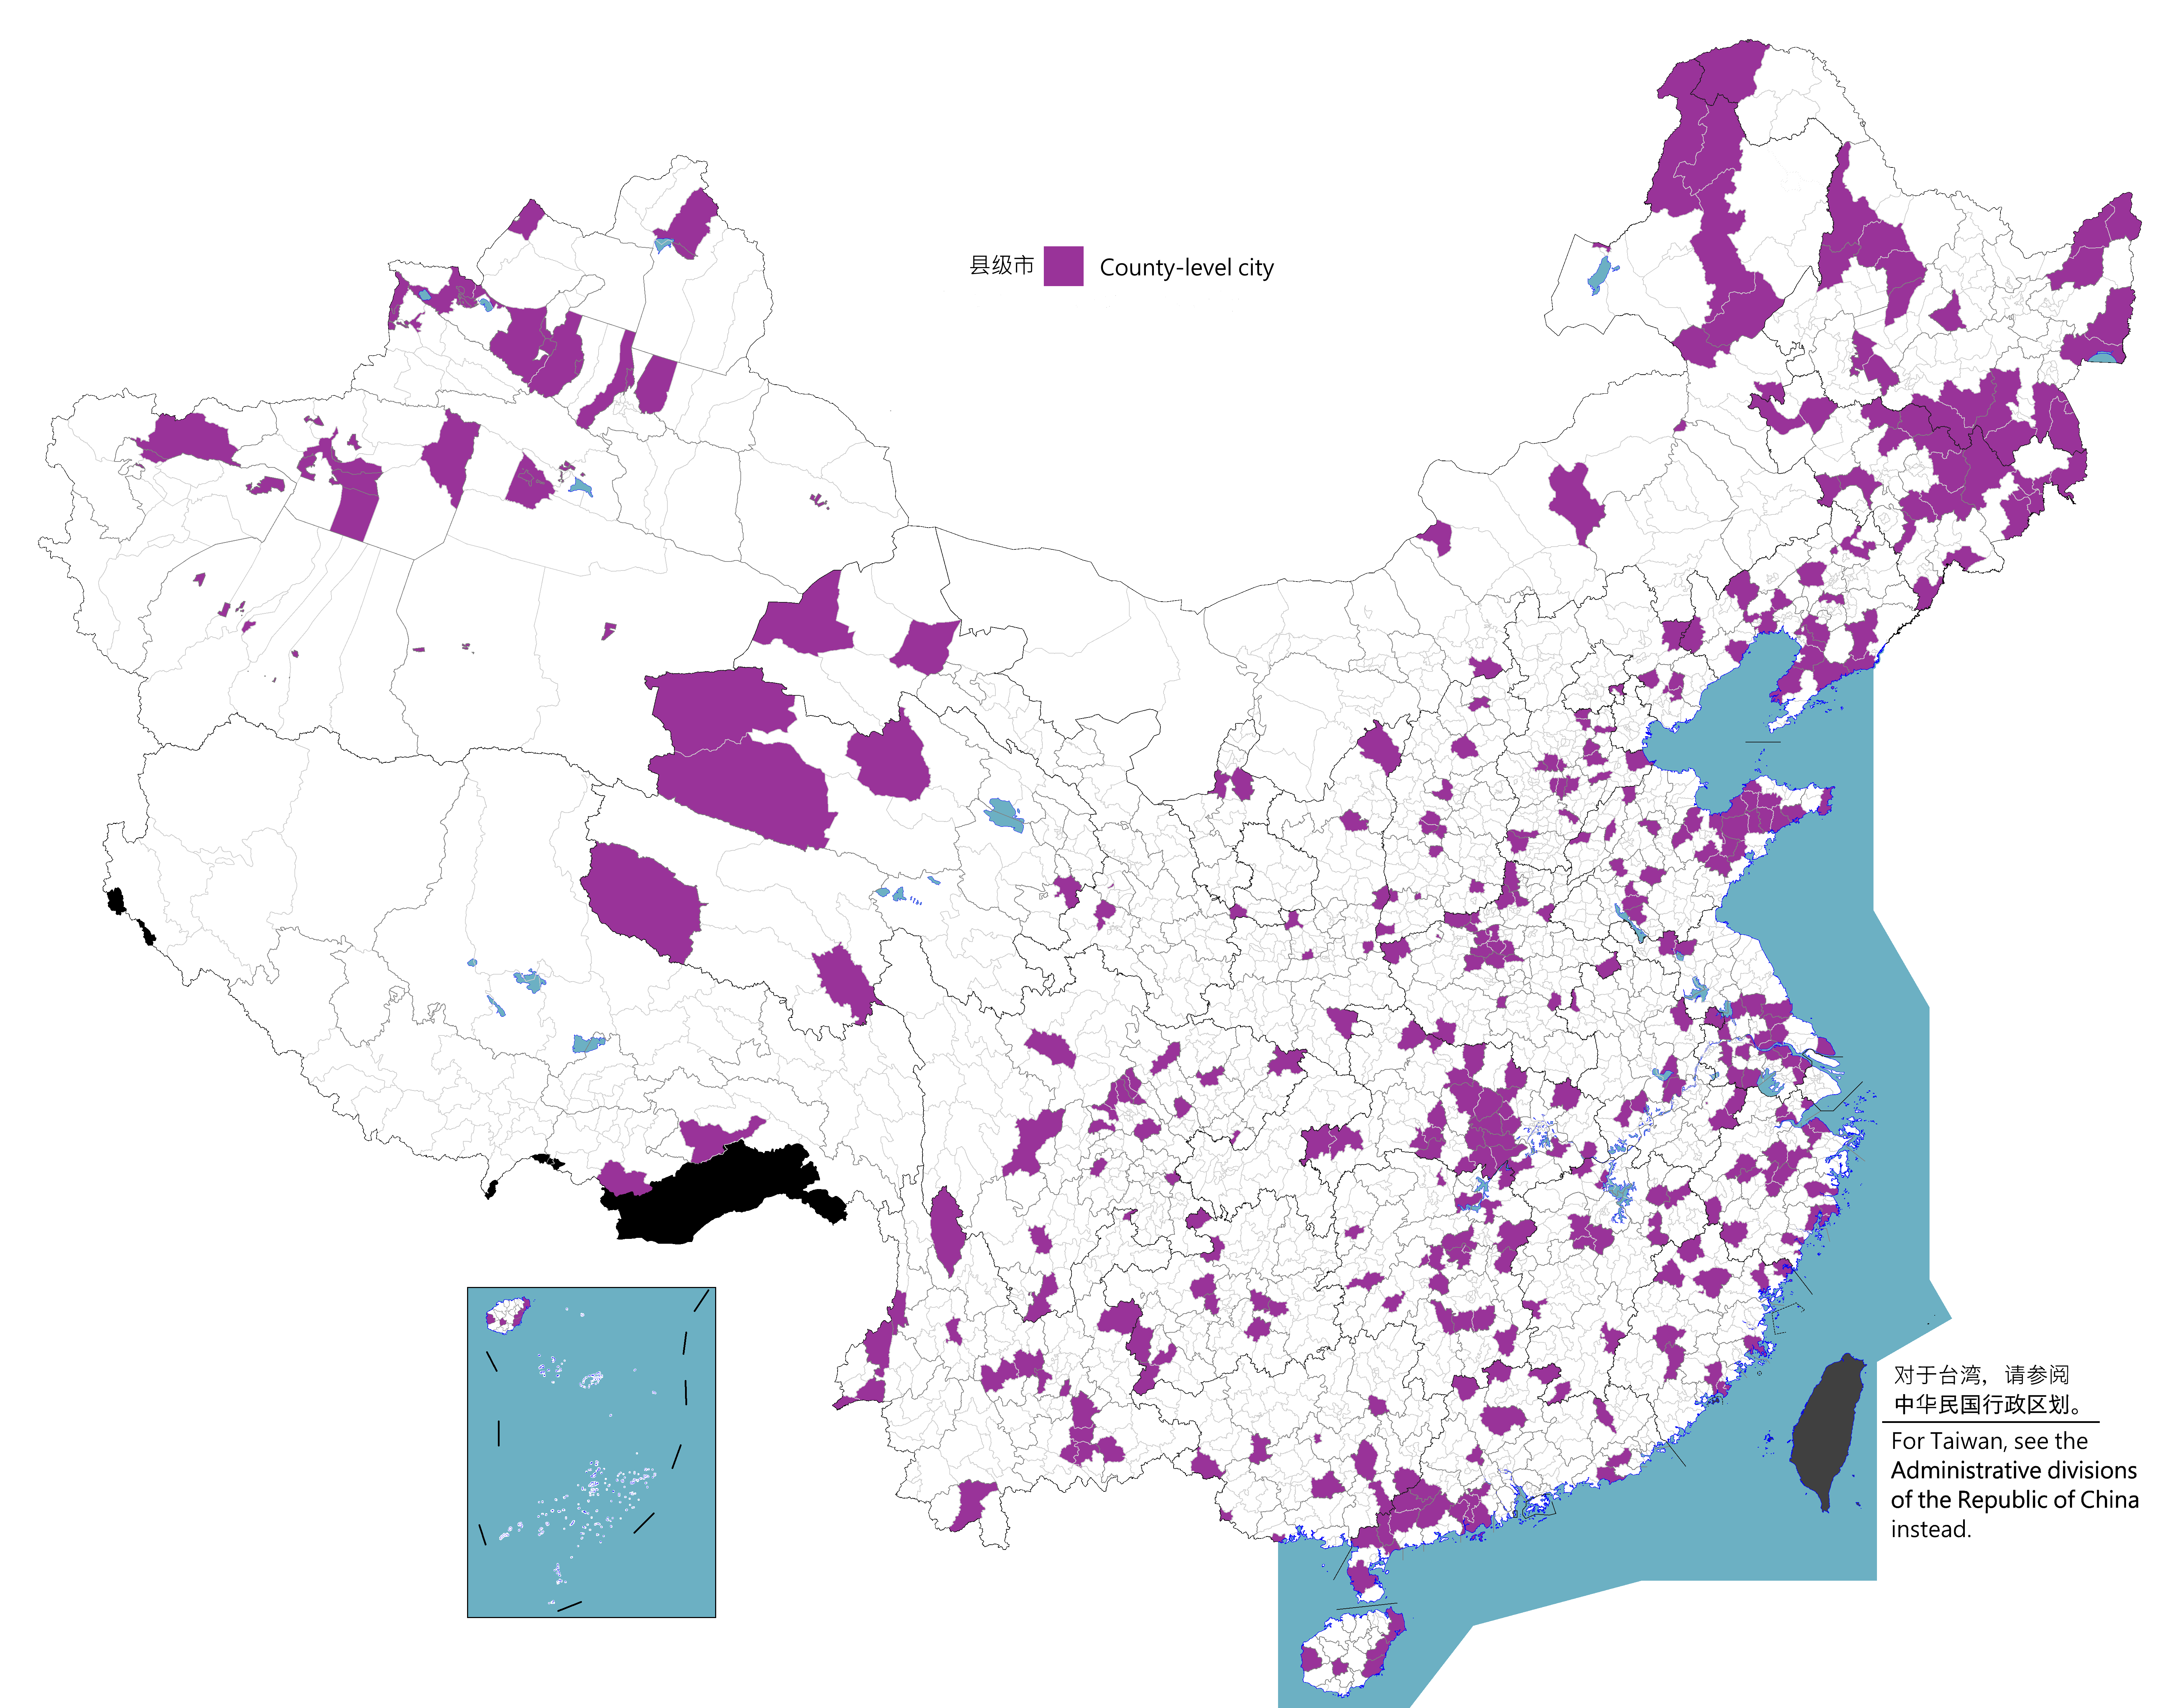 县级市
County-level city
对于台湾，请参阅
中华民国行政区划。
For Taiwan, see the
Administrative divisions
of the Republic of China
instead.